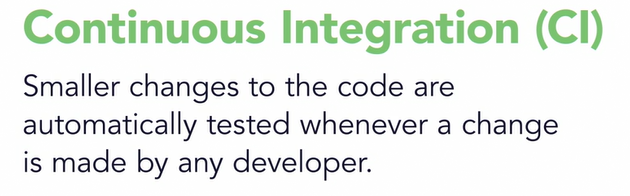 Continuous Integration (CI)
Smaller changes to the code are
automatically tested whenever a change
is made by any developer.